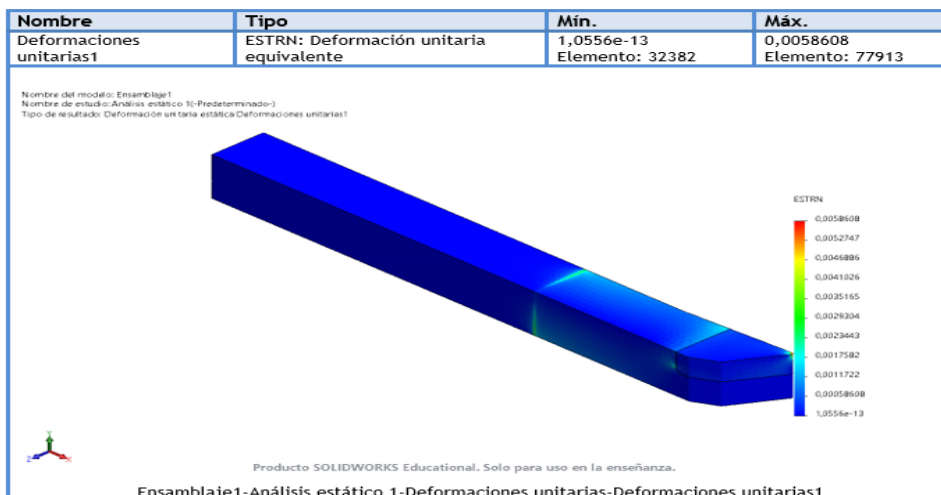 Nombre Tipo Mín. Máx.
Deformaciones unitarias1 ESTRN: Deformación unitaria equivalente 1,0556e-13 Elemento: 32382 0,0058608 Elemento: 77913
Nombre del modelo: Ensamblaje1
Nombre de estudio: Análisis estático 1(-Predeterminado-)
Tipo de resultado: Deformación unitaria estática Deformaciones unitarias1
ESTRN
0,0058608
0,0052747
0,0046886
0,0041026
0,0035165
0,0029304
0,0023443
0,0017582
0,0011722
0,00058608
1,0556e-13
Producto SOLIDWORKS Educational. Solo para uso en la enseñanza.
Ensamblaje1-Análisis estático 1-Deformaciones unitarias-Deformaciones unitarias1